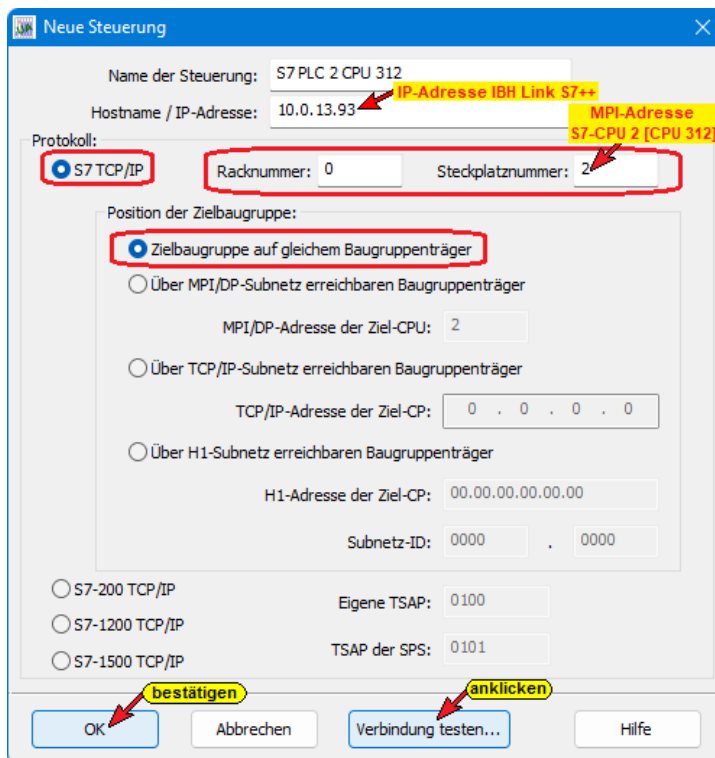 Neue Steuerung
Name der Steuerung: S7 PLC 2 CPU 312
IP-Adresse IBH Link S7++
Hostname / IP-Adresse: 10.0.13.93
MPI-Adresse
S7-CPU 2 [CPU 312]
Protokoll:
S7 TCP/IP Racknummer: 0 Steckplatznummer: 2
Position der Zielbaugruppe:
Zielbaugruppe auf gleichem Baugruppenträger
Über MPI/DP-Subnetz erreichbaren Baugruppenträger
MPI/DP-Adresse der Ziel-CPU: 2
Über TCP/IP-Subnetz erreichbaren Baugruppenträger
TCP/IP-Adresse der Ziel-CP: 0 . 0 . 0 . 0
Über H1-Subnetz erreichbaren Baugruppenträger
H1-Adresse der Ziel-CP: 00.00.00.00.00.00
Subnetz-ID: 0000 . 0000
S7-200 TCP/IP
Eigene TSAP: 0100
S7-1200 TCP/IP
TSAP der SPS: 0101
S7-1500 TCP/IP
bestätigen anklicken
OK Abbrechen Verbindung testen... Hilfe